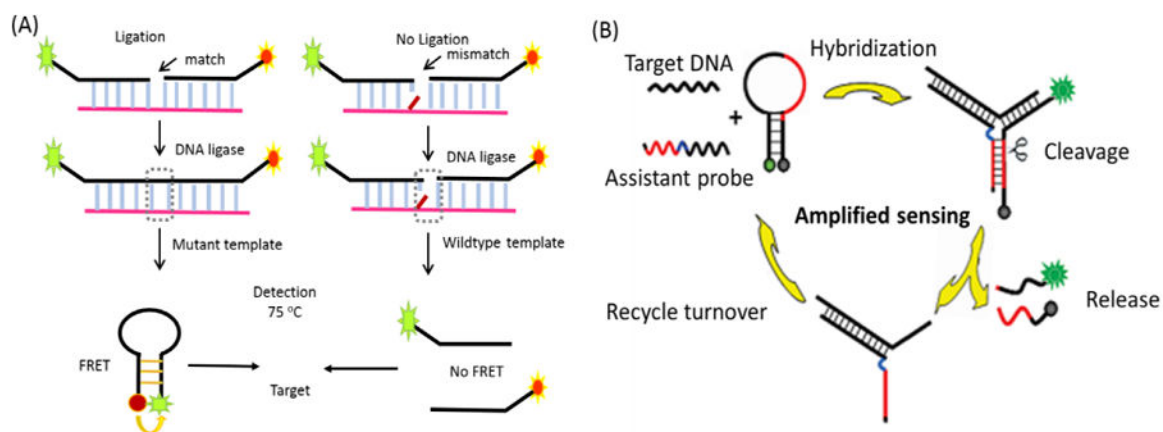 (A)
Ligation
match
No Ligation
mismatch
DNA ligase
DNA ligase
Mutant template
Wildtype template
Detection
75 °C
FRET
Target
No FRET
(B)
Target DNA
+
Hybridization
Assistant probe
Cleavage
Amplified sensing
Recycle turnover
Release